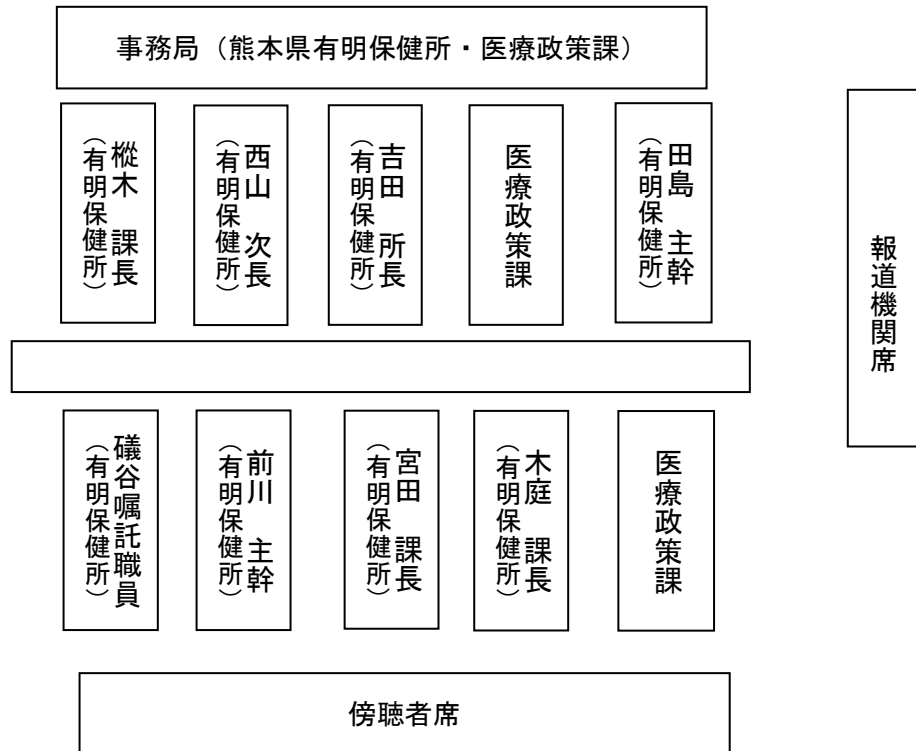 事務局（熊本県有明保健所・医療政策課）
樅木　課長
（有明保健所）
西山　次長
（有明保健所）
吉田　所長
（有明保健所）
医療政策課
田島　主幹
（有明保健所）
報道機関席
礒谷嘱託職員
（有明保健所）
前川　主幹
（有明保健所）
宮田　課長
（有明保健所）
木庭　課長
（有明保健所）
医療政策課
傍聴者席